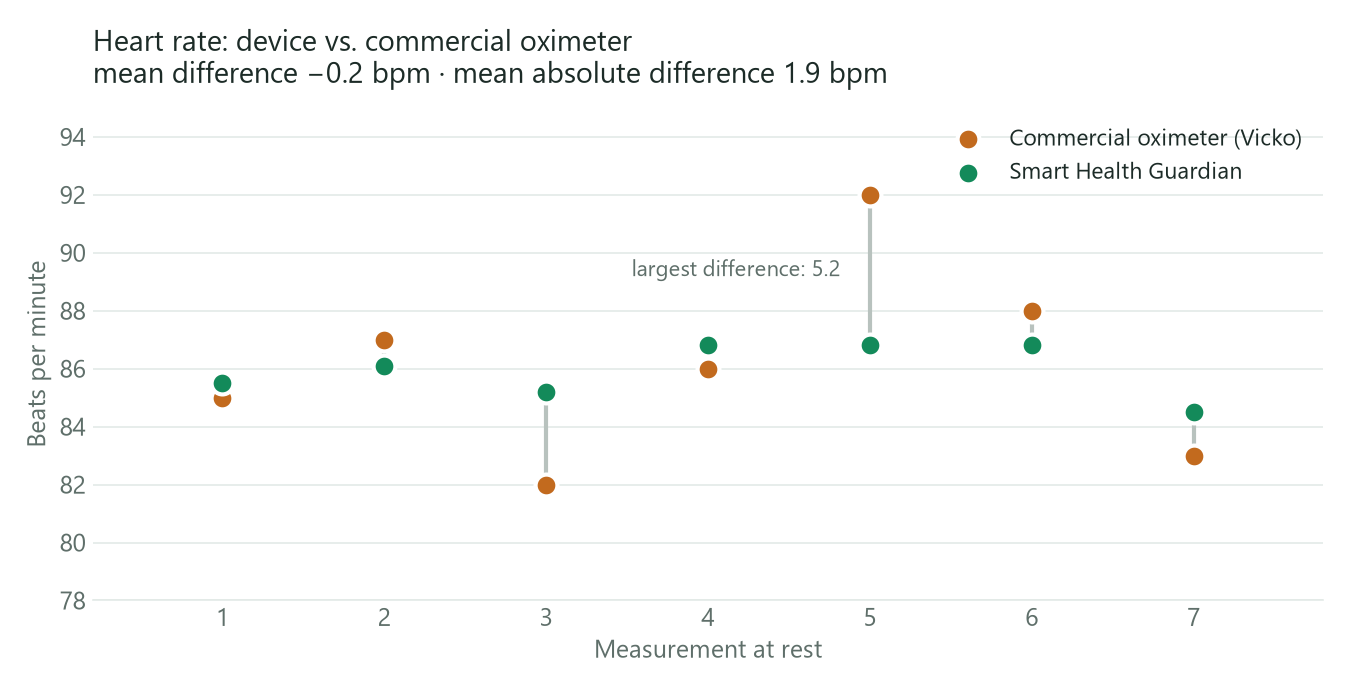 Heart rate: device vs. commercial oximeter
mean difference −0.2 bpm · mean absolute difference 1.9 bpm
Commercial oximeter (Vicko)
Smart Health Guardian
largest difference: 5.2
Beats per minute
94
92
90
88
86
84
82
80
78
1 2 3 4 5 6 7
Measurement at rest